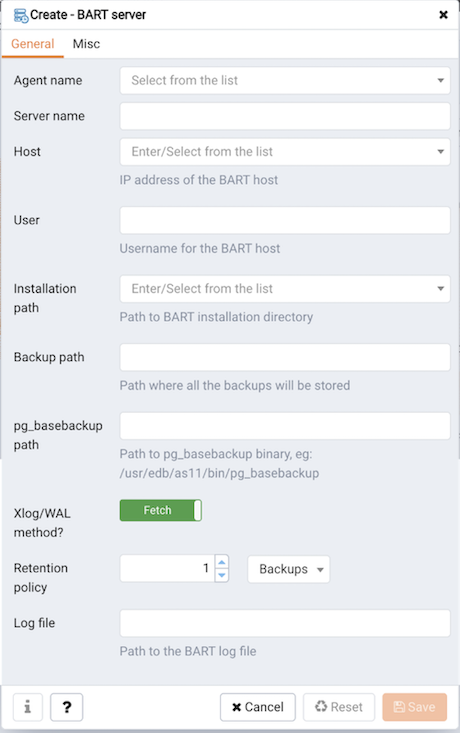 Create - BART server
General Misc
Agent name Select from the list
Server name
Host Enter/Select from the list
IP address of the BART host
User
Username for the BART host
Installation path Enter/Select from the list
Path to BART installation directory
Backup path
Path where all the backups will be stored
pg_basebackup path
Path to pg_basebackup binary, eg:
/usr/edb/as11/bin/pg_basebackup
Xlog/WAL method? Fetch
Retention policy 1 Backups
Log file
Path to the BART log file
i ? Cancel Reset Save